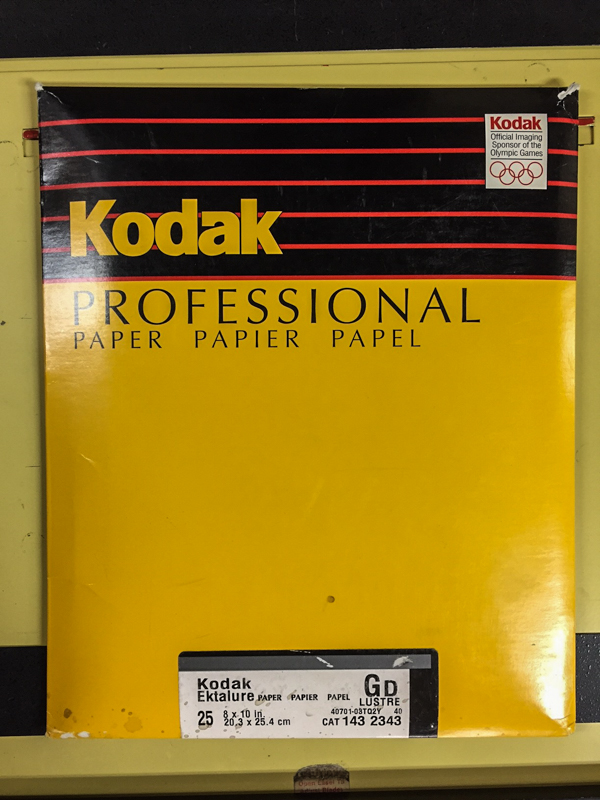 Kodak
Official Imaging
Sponsor of the
Olympic Games
Kodak
PROFESSIONAL
PAPER PAPIER PAPEL
Kodak
Ektalure PAPER PAPIER PAPEL
GD
LUSTRE
25 8 x 10 in.
20.3 x 25.4 cm
40701-03TQ2Y 40
CAT 143 2343